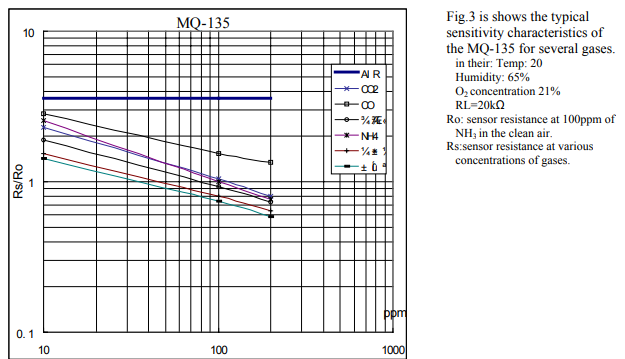 MQ-135
10
1
0.1
Rs/Ro
10
100
1000
ppm
AIR
CO2
CO
NH4
Fig.3 is shows the typical
sensitivity characteristics of
the MQ-135 for several gases.
in their: Temp: 20
Humidity: 65%
O₂ concentration 21%
RL=20kΩ
Ro: sensor resistance at 100ppm of
NH₃ in the clean air.
Rs:sensor resistance at various
concentrations of gases.